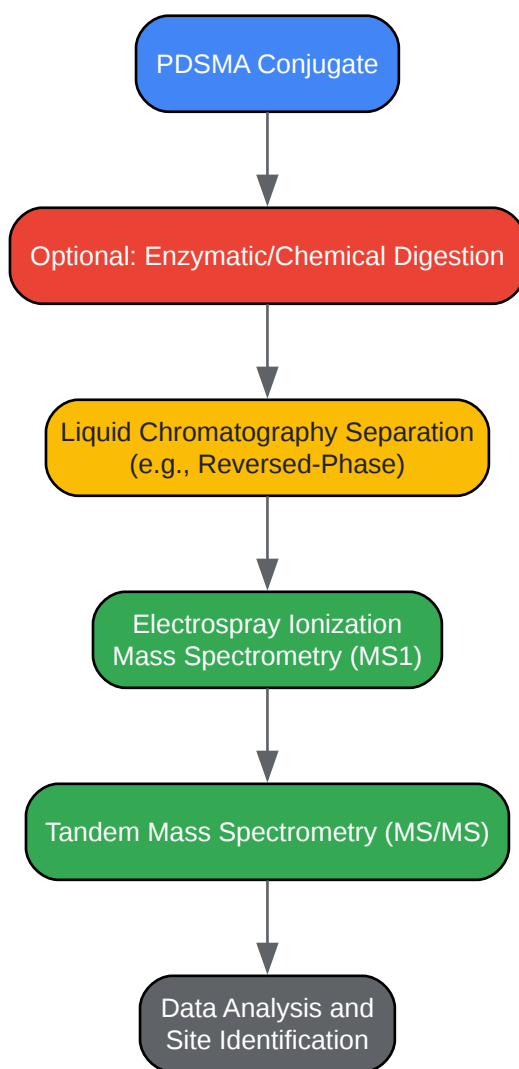 PDSMA Conjugate
Optional: Enzymatic/Chemical Digestion
Liquid Chromatography Separation
(e.g., Reversed-Phase)
Electrospray Ionization
Mass Spectrometry (MS1)
Tandem Mass Spectrometry (MS/MS)
Data Analysis and
Site Identification